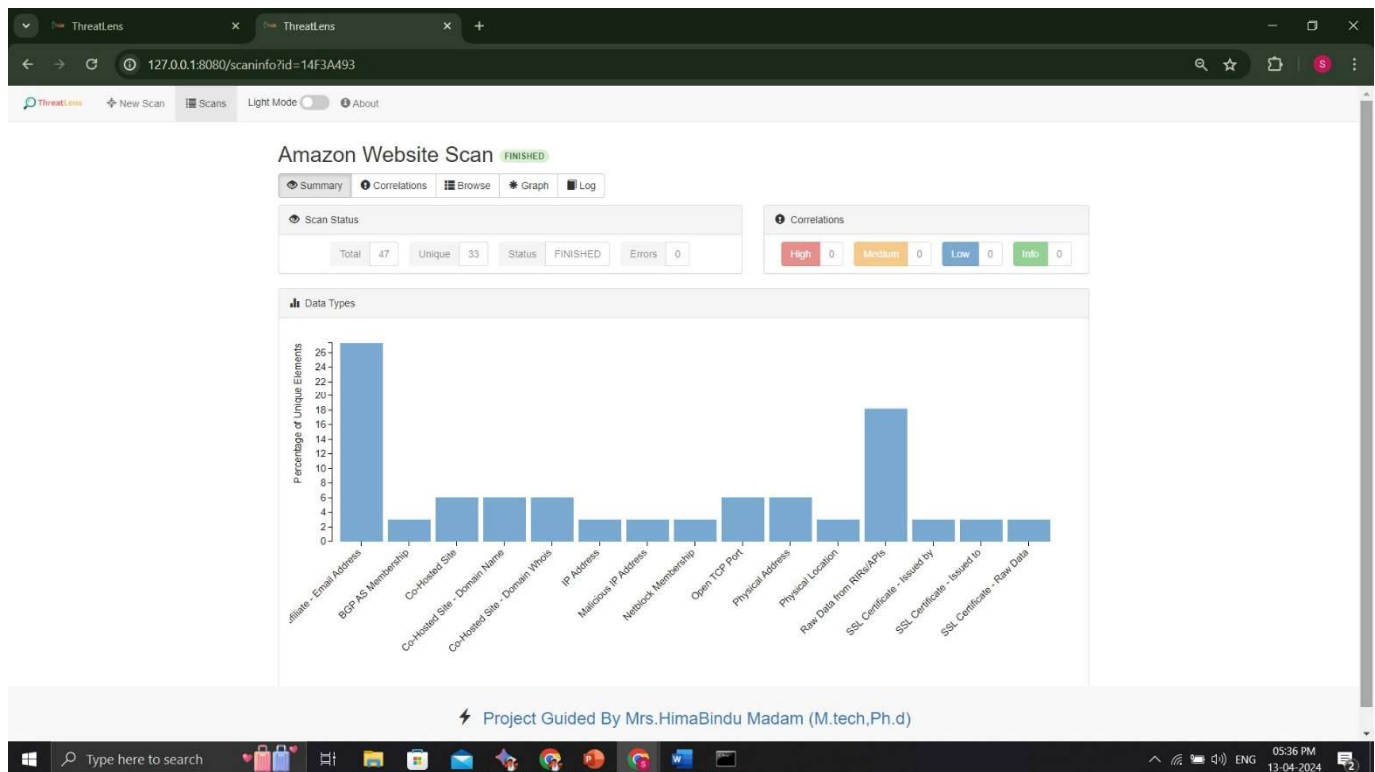 ThreatLens
ThreatLens
127.0.0.1:8080/scaninfo?id=14F3A493
S
ThreatLens New Scan Scans Light Mode About
Amazon Website Scan FINISHED
Summary Correlations Browse Graph Log
Scan Status
Total 47 Unique 33 Status FINISHED Errors 0
Correlations
High 0 Medium 0 Low 0 Info 0
Data Types
Percentage of Unique Elements
26
24
22
20
18
16
14
12
10
8
6
4
2
0
ffiliate - Email Address
BGP AS Membership
Co-Hosted Site
Co-Hosted Site - Domain Name
Co-Hosted Site - Domain Whois
IP Address
Malicious IP Address
Netblock Membership
Open TCP Port
Physical Address
Physical Location
Raw Data from RIRs/APIs
SSL Certificate - Issued by
SSL Certificate - Issued to
SSL Certificate - Raw Data
Project Guided By Mrs.HimaBindu Madam (M.tech,Ph.d)
Type here to search
ENG
05:36 PM
13-04-2024
2